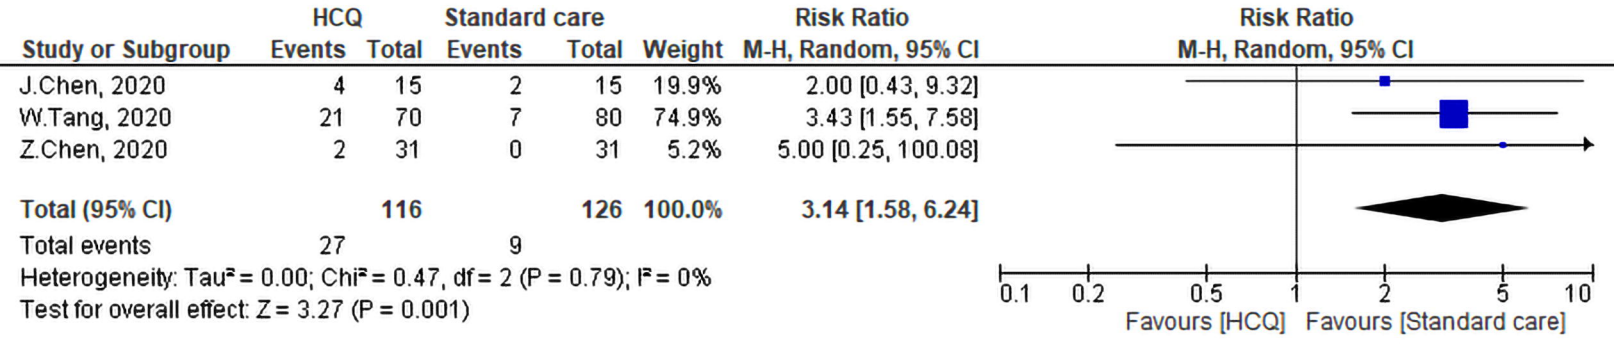 HCQ Standard care Risk Ratio Risk Ratio
Study or Subgroup Events Total Events Total Weight M-H, Random, 95% CI M-H, Random, 95% CI
J.Chen, 2020 4 15 2 15 19.9% 2.00 [0.43, 9.32]
W.Tang, 2020 21 70 7 80 74.9% 3.43 [1.55, 7.58]
Z.Chen, 2020 2 31 0 31 5.2% 5.00 [0.25, 100.08]
Total (95% CI) 116 126 100.0% 3.14 [1.58, 6.24]
Total events 27 9
Heterogeneity: Tau² = 0.00; Chi² = 0.47, df = 2 (P = 0.79); I² = 0%
Test for overall effect: Z = 3.27 (P = 0.001)
0.1 0.2 0.5 1 2 5 10
Favours [HCQ] Favours [Standard care]